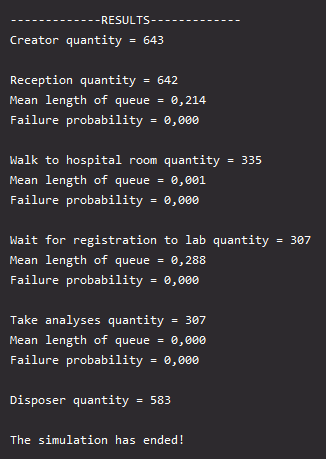 -------------RESULTS-------------
Creator quantity = 643
Reception quantity = 642
Mean length of queue = 0,214
Failure probability = 0,000
Walk to hospital room quantity = 335
Mean length of queue = 0,001
Failure probability = 0,000
Wait for registration to lab quantity = 307
Mean length of queue = 0,288
Failure probability = 0,000
Take analyses quantity = 307
Mean length of queue = 0,000
Failure probability = 0,000
Disposer quantity = 583
The simulation has ended!